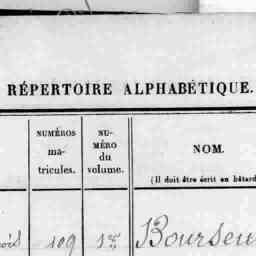 RÉPERTOIRE ALPHABÉTIQUE.
NUMÉROS
ma-
tricules.
NU-
MÉRO
du
volume.
NOM.
(Il doit être écrit en bâtard
109 1er Bourseu